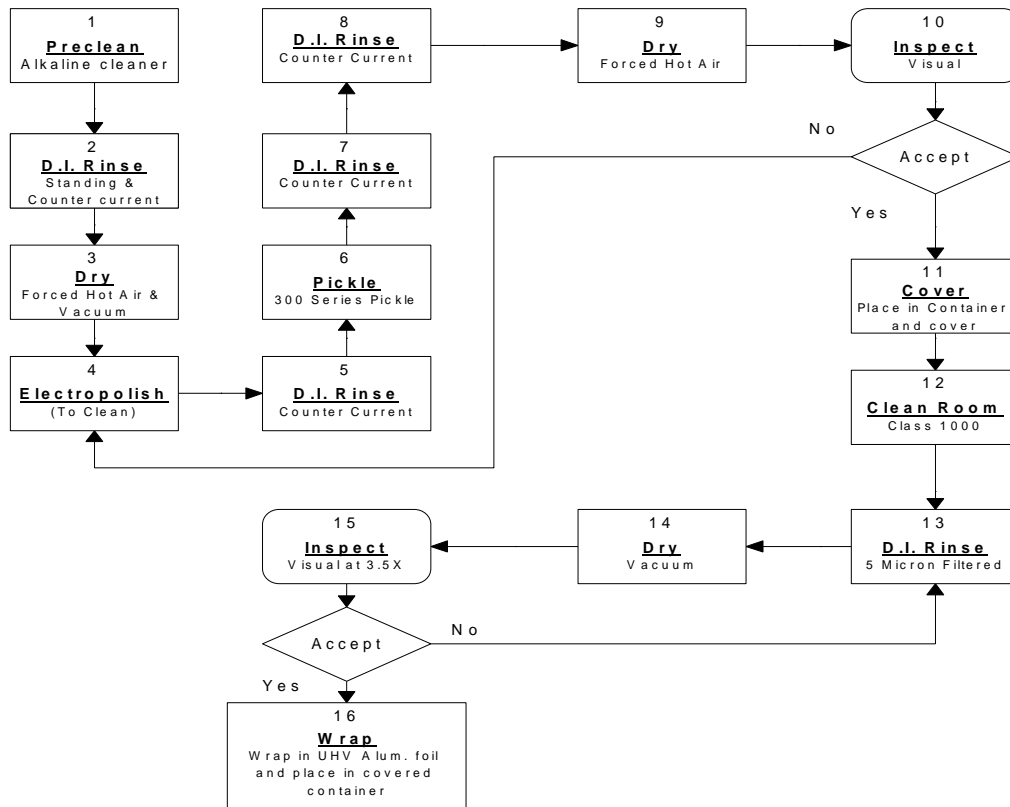 1
Preclean
Alkaline cleaner
2
D.I. Rinse
Standing &
Counter current
3
Dry
Forced Hot Air &
Vacuum
4
Electropolish
(To Clean)
5
D.I. Rinse
Counter Current
6
Pickle
300 Series Pickle
7
D.I. Rinse
Counter Current
8
D.I. Rinse
Counter Current
9
Dry
Forced Hot Air
10
Inspect
Visual
No
Accept
Yes
11
Cover
Place in Container
and cover
12
Clean Room
Class 1000
13
D.I. Rinse
5 Micron Filtered
14
Dry
Vacuum
15
Inspect
Visual at 3.5X
Accept
No
Yes
16
Wrap
Wrap in UHV Alum. foil
and place in covered
container